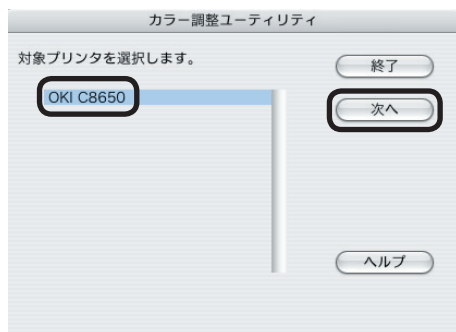 カラー調整ユーティリティ
対象プリンタを選択します。
終了
OKI C8650
次へ
ヘルプ